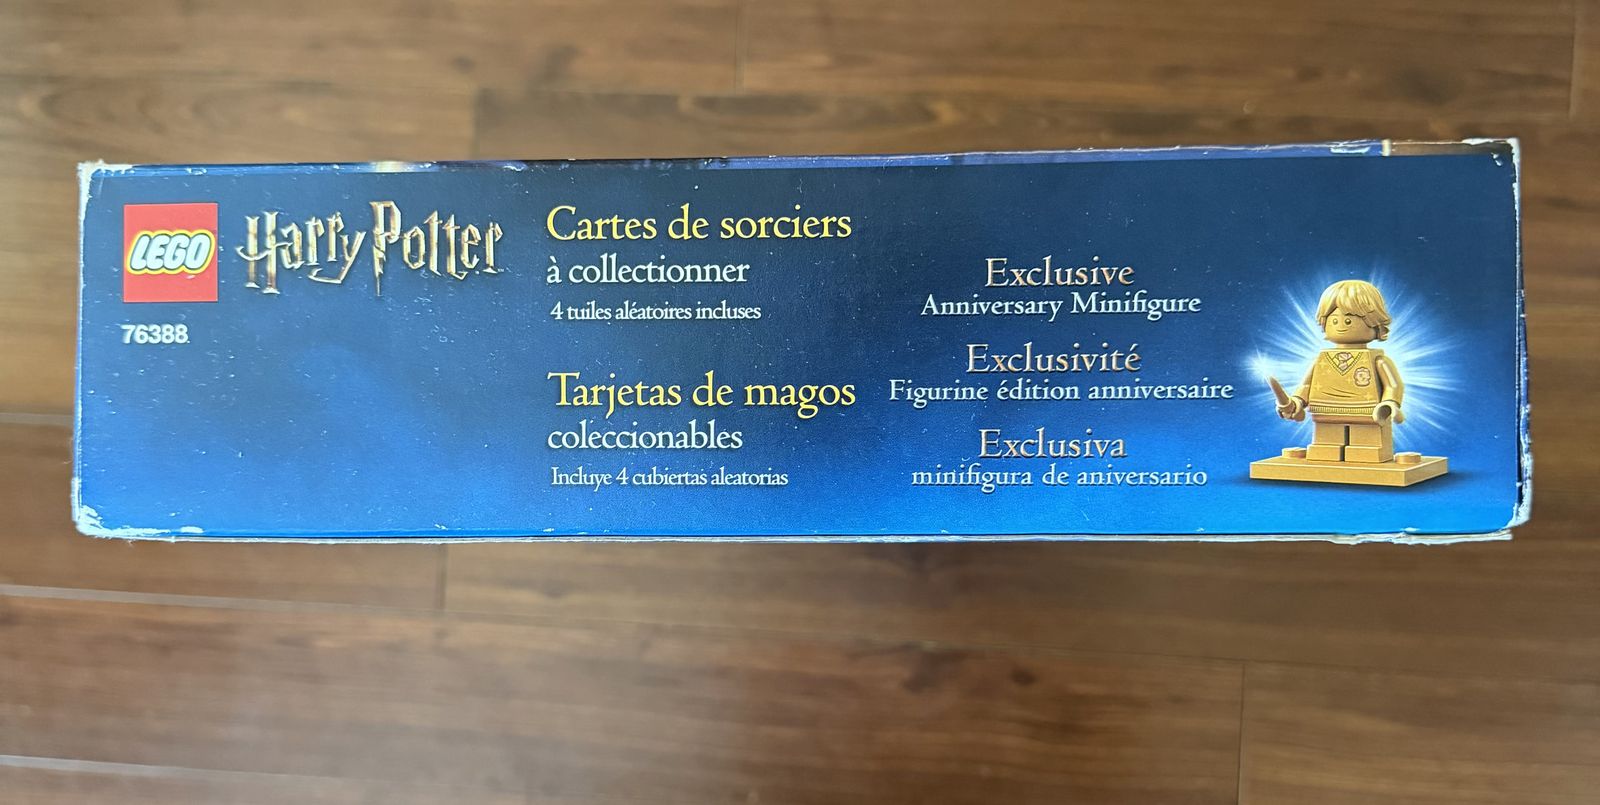 LEGO
Harry Potter
76388
Cartes de sorciers
à collectionner
4 tuiles aléatoires incluses
Tarjetas de magos
coleccionables
Incluye 4 cubiertas aleatorias
Exclusive
Anniversary Minifigure
Exclusivité
Figurine édition anniversaire
Exclusiva
minifigura de aniversario